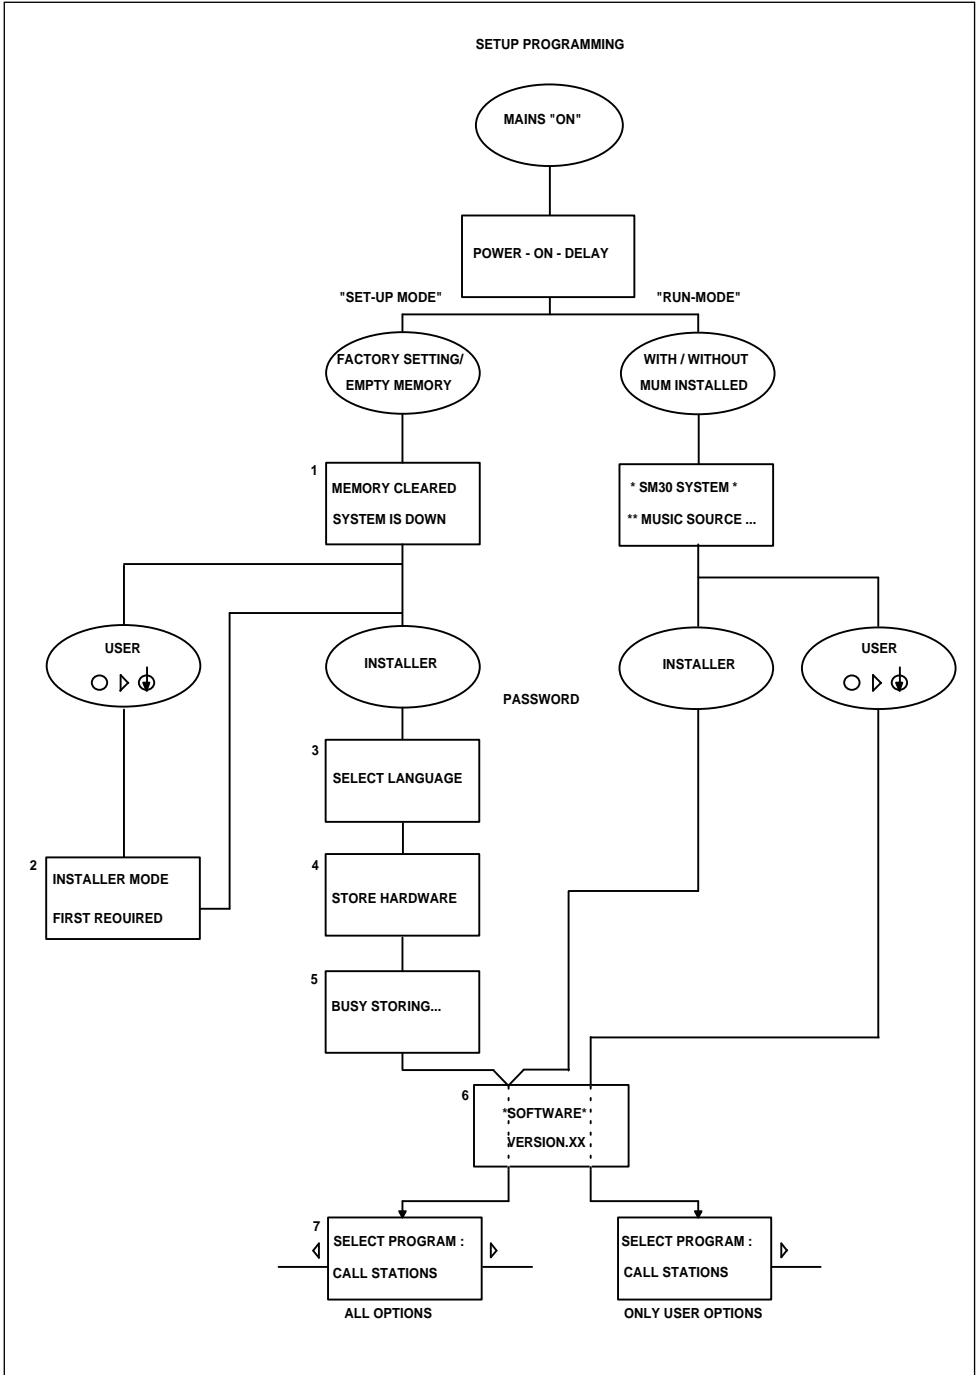 SETUP PROGRAMMING
MAINS "ON"
POWER - ON - DELAY
"SET-UP MODE"
"RUN-MODE"
FACTORY SETTING/
EMPTY MEMORY
WITH / WITHOUT
MUM INSTALLED
1
MEMORY CLEARED
SYSTEM IS DOWN
* SM30 SYSTEM *
** MUSIC SOURCE ...
USER
INSTALLER
INSTALLER
USER
PASSWORD
3
SELECT LANGUAGE
2
INSTALLER MODE
FIRST REOUIRED
4
STORE HARDWARE
5
BUSY STORING...
6
*SOFTWARE*
VERSION.XX
7
SELECT PROGRAM :
CALL STATIONS
ALL OPTIONS
SELECT PROGRAM :
CALL STATIONS
ONLY USER OPTIONS